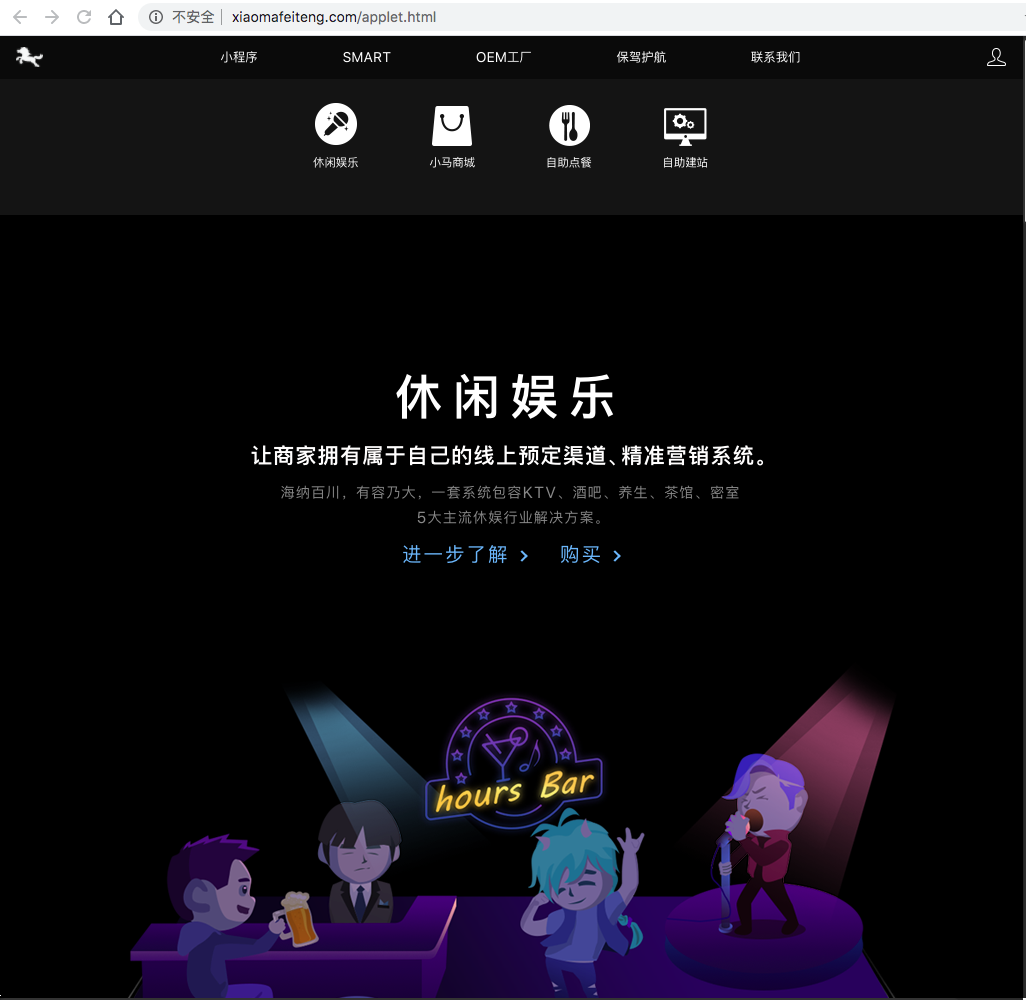 不安全 xiaomafeiteng.com/applet.html
小程序 SMART OEM工厂 保驾护航 联系我们
休闲娱乐 小马商城 自助点餐 自助建站
休闲娱乐
让商家拥有属于自己的线上预定渠道、精准营销系统。
海纳百川，有容乃大，一套系统包容KTV、酒吧、养生、茶馆、密室
5大主流休娱行业解决方案。
进一步了解 购买
hours Bar